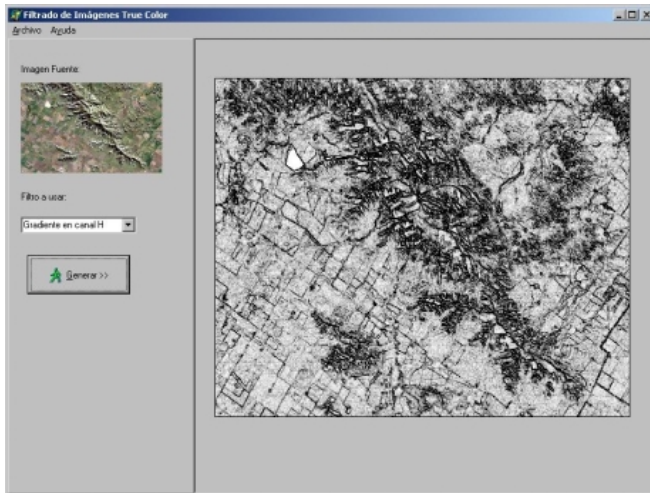 Filtrado de Imágenes True Color
Archivo Ayuda
Imagen Fuente:
Filtro a usar:
Gradiente en canal H
Generar >>